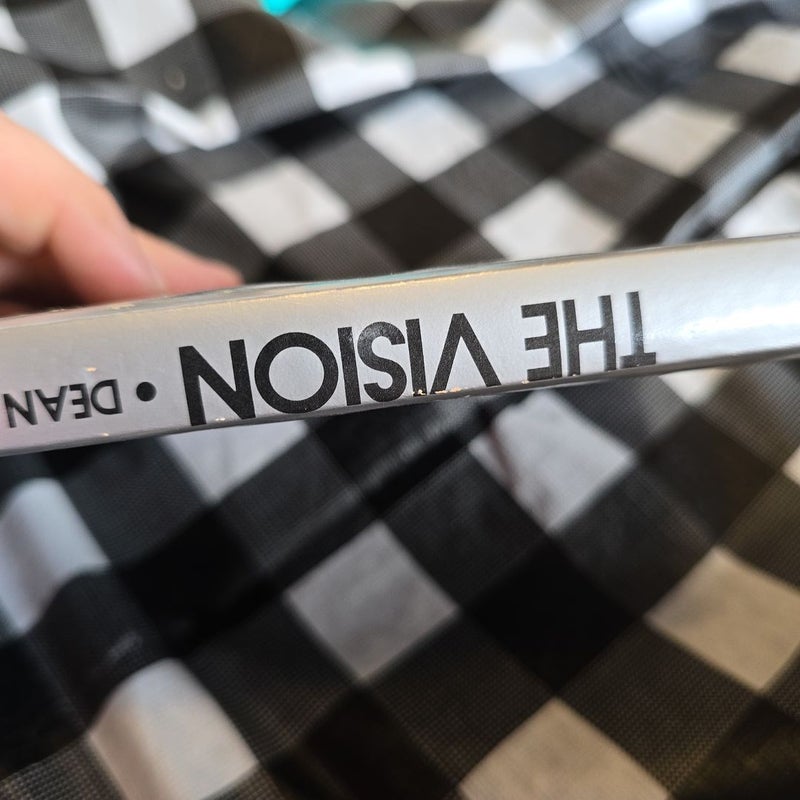 THE VISION • DEAN